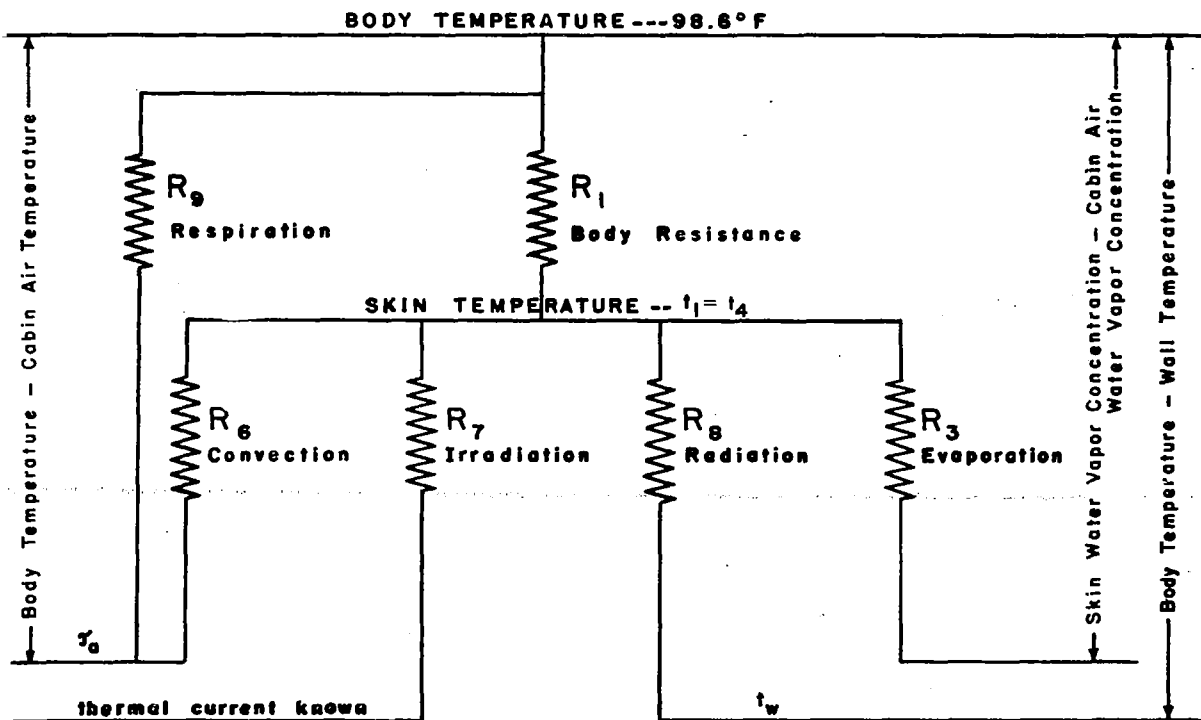 BODY TEMPERATURE ---98.6°F
R9
Respiration
R1
Body Resistance
SKIN TEMPERATURE -- t1 = t4
R6
Convection
R7
Irradiation
R8
Radiation
R3
Evaporation
Ta
thermal current known
tw
Body Temperature - Cabin Air Temperature
Skin Water Vapor Concentration - Cabin Air
Water Vapor Concentration
Body Temperature - Wall Temperature